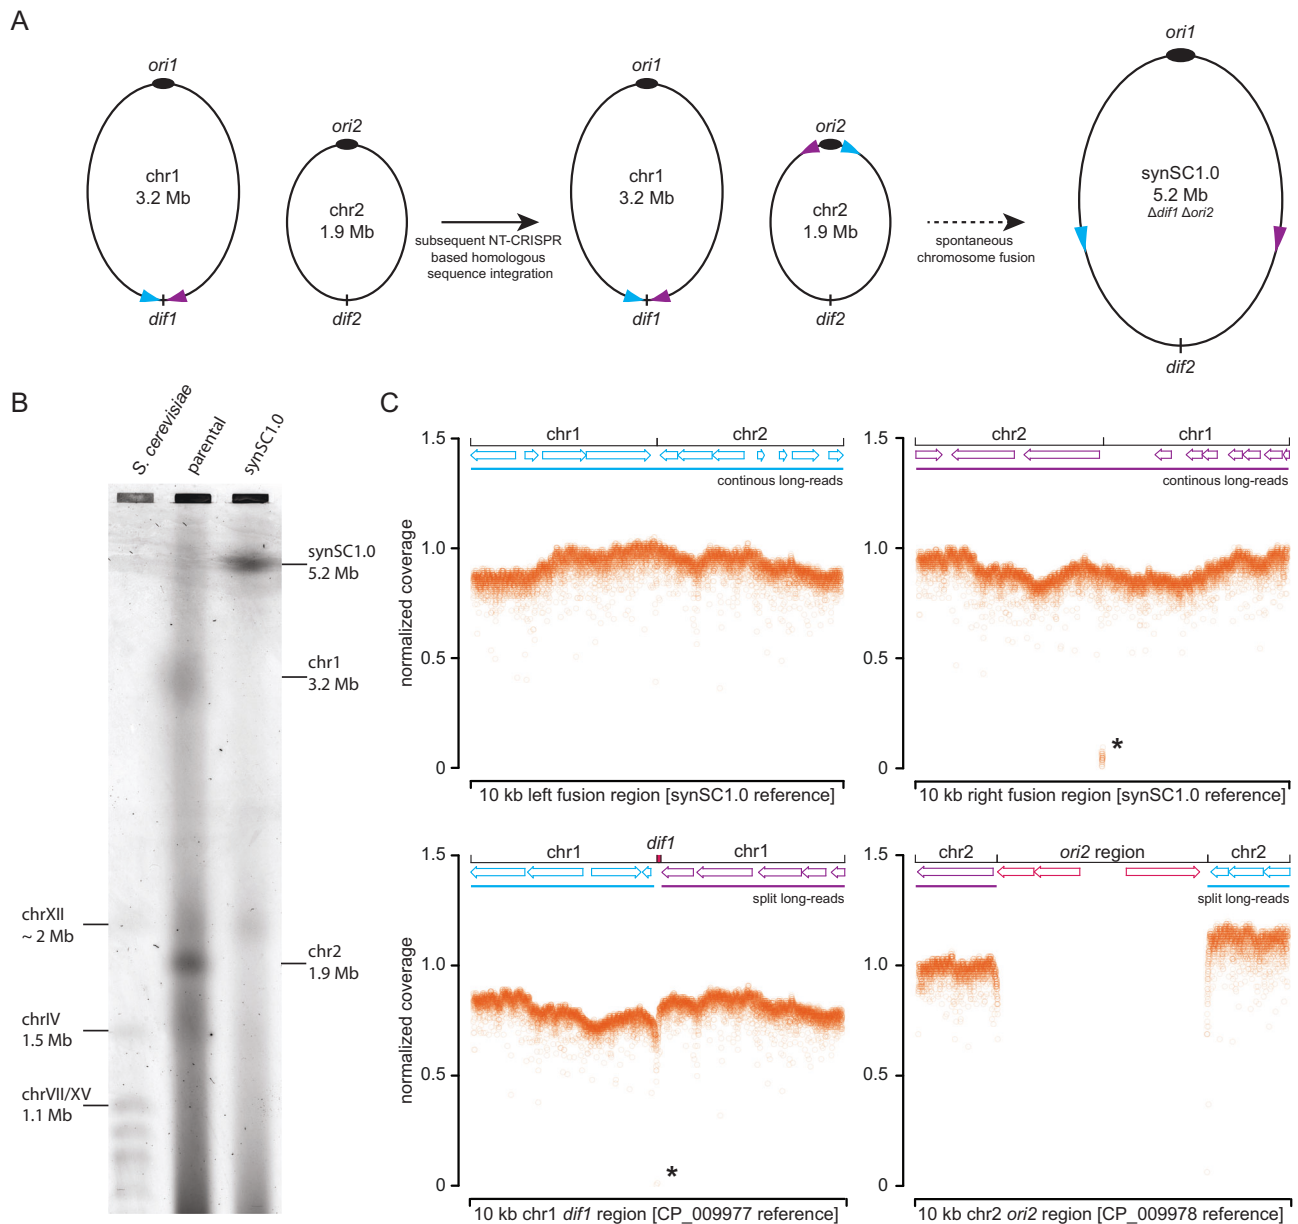 A
ori1
chr1
3.2 Mb
dif1
ori2
chr2
1.9 Mb
dif2
subsequent NT-CRISPR
based homologous
sequence integration
ori1
chr1
3.2 Mb
dif1
ori2
chr2
1.9 Mb
dif2
spontaneous
chromosome fusion
ori1
synSC1.0
5.2 Mb
Δdif1 Δori2
dif2
B
S. cerevisiae
parental
synSC1.0
synSC1.0
5.2 Mb
chr1
3.2 Mb
chrXII
~ 2 Mb
chr2
1.9 Mb
chrIV
1.5 Mb
chrVII/XV
1.1 Mb
C
normalized coverage
1.5
1.0
0.5
0
chr1 chr2
continous long-reads
10 kb left fusion region [synSC1.0 reference]
1.5
1.0
0.5
0
chr2 chr1
continous long-reads
*
10 kb right fusion region [synSC1.0 reference]
normalized coverage
1.5
1.0
0.5
0
chr1 dif1 chr1
split long-reads
*
10 kb chr1 dif1 region [CP_009977 reference]
1.5
1.0
0.5
0
chr2 ori2 region chr2
split long-reads
10 kb chr2 ori2 region [CP_009978 reference]